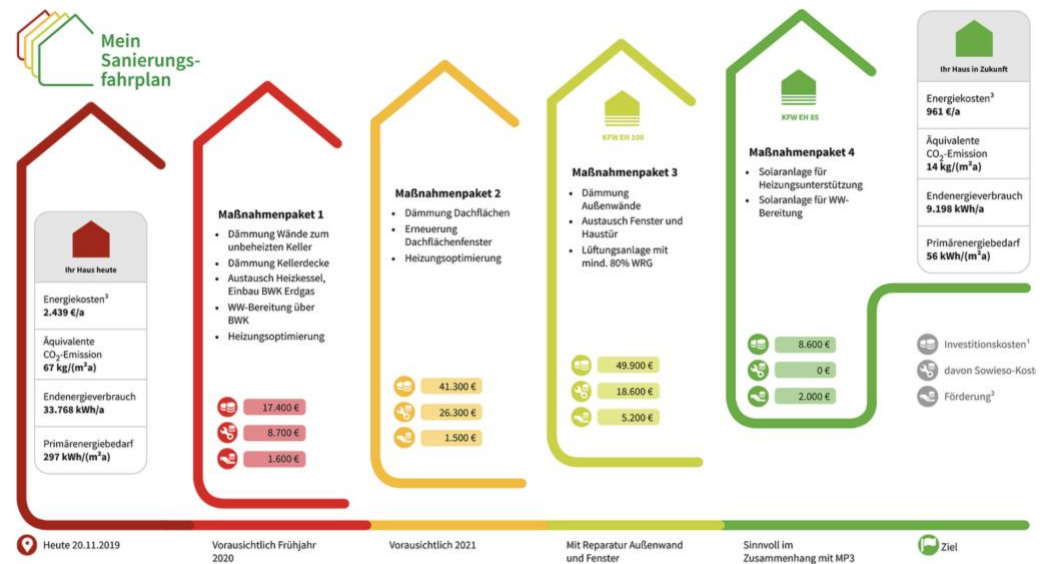 Mein
Sanierungs-
fahrplan
Ihr Haus heute
Energiekosten³
2.439 €/a
Äquivalente
CO₂-Emission
67 kg/(m²a)
Endenergieverbrauch
33.768 kWh/a
Primärenergiebedarf
297 kWh/(m²a)
Maßnahmenpaket 1
• Dämmung Wände zum
unbeheizten Keller
• Dämmung Kellerdecke
• Austausch Heizkessel,
Einbau BWK Erdgas
• WW-Bereitung über
BWK
• Heizungsoptimierung
17.400 €
8.700 €
1.600 €
Maßnahmenpaket 2
• Dämmung Dachflächen
• Erneuerung
Dachflächenfenster
• Heizungsoptimierung
41.300 €
26.300 €
1.500 €
KFW EH 100
Maßnahmenpaket 3
• Dämmung
Außenwände
• Austausch Fenster und
Haustür
• Lüftungsanlage mit
mind. 80% WRG
49.900 €
18.600 €
5.200 €
KFW EH 85
Maßnahmenpaket 4
• Solaranlage für
Heizungsunterstützung
• Solaranlage für WW-
Bereitung
8.600 €
0 €
2.000 €
Ihr Haus in Zukunft
Energiekosten³
961 €/a
Äquivalente
CO₂-Emission
14 kg/(m²a)
Endenergieverbrauch
9.198 kWh/a
Primärenergiebedarf
56 kWh/(m²a)
Investitionskosten¹
davon Sowieso-Kost
Förderung²
Heute 20.11.2019
Vorausichtlich Frühjahr
2020
Vorausichtlich 2021
Mit Reparatur Außenwand
und Fenster
Sinnvoll im
Zusammenhang mit MP3
Ziel